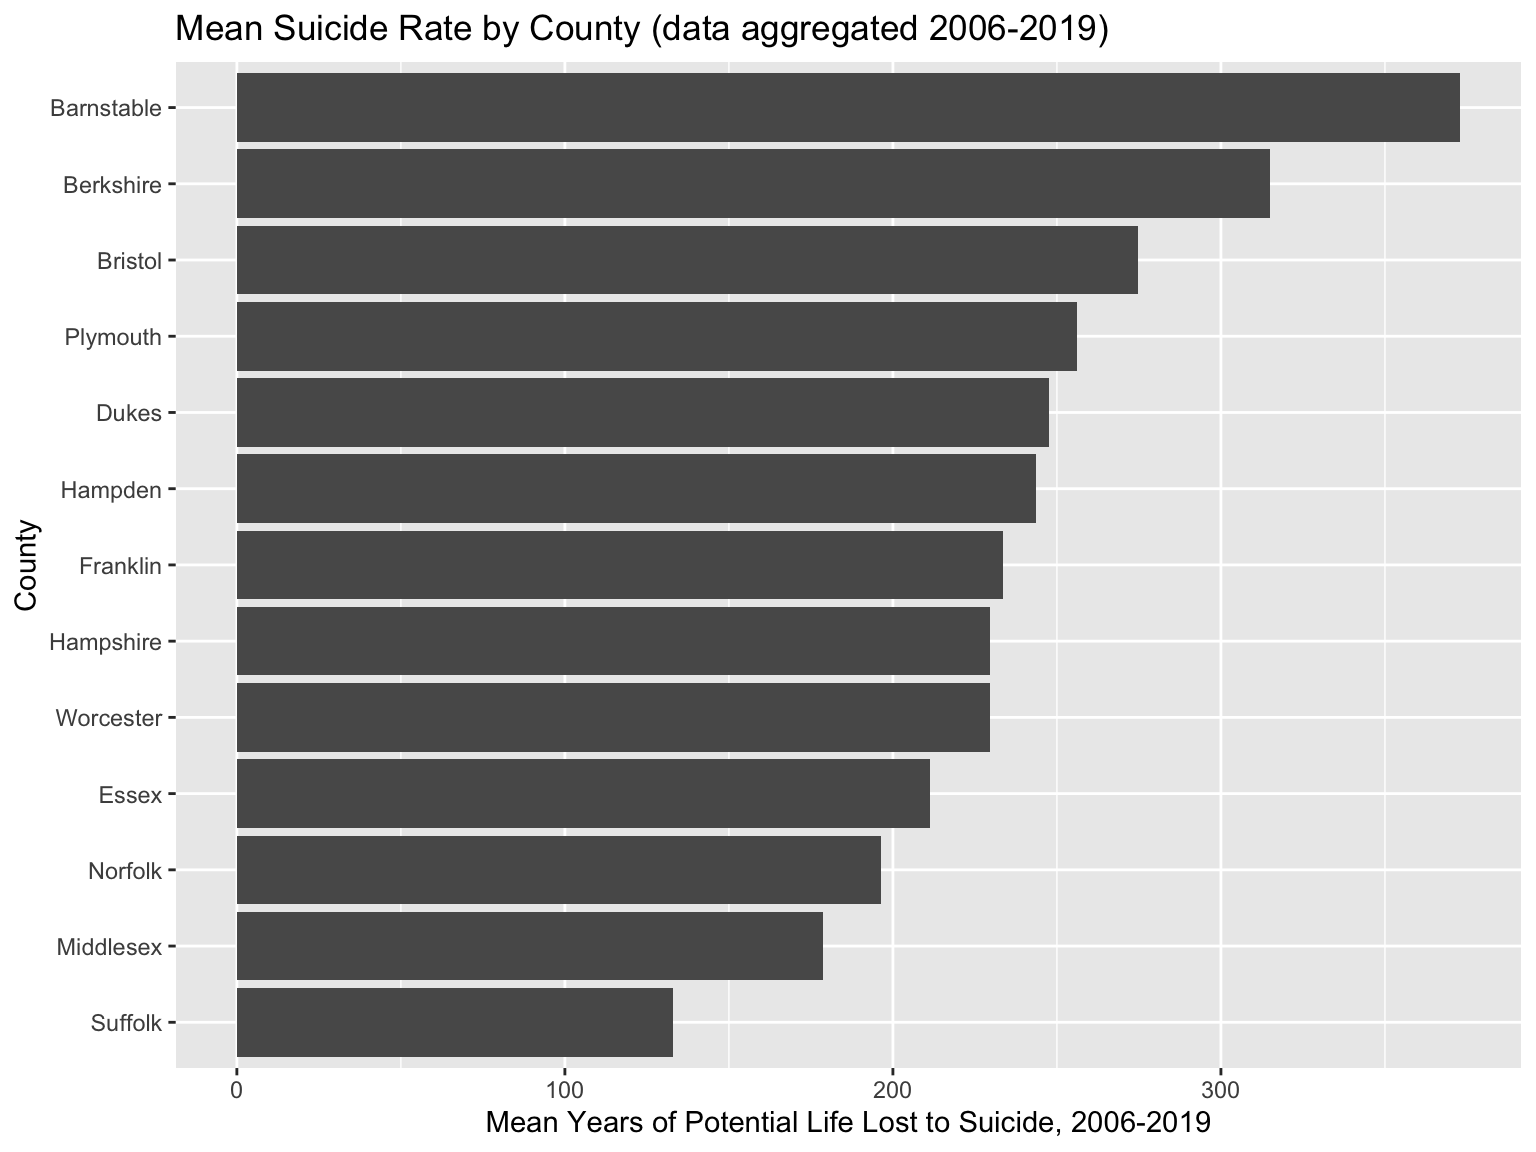 Mean Suicide Rate by County (data aggregated 2006-2019)
Barnstable
Berkshire
Bristol
Plymouth
Dukes
Hampden
Franklin
Hampshire
Worcester
Essex
Norfolk
Middlesex
Suffolk
County
0 100 200 300
Mean Years of Potential Life Lost to Suicide, 2006-2019